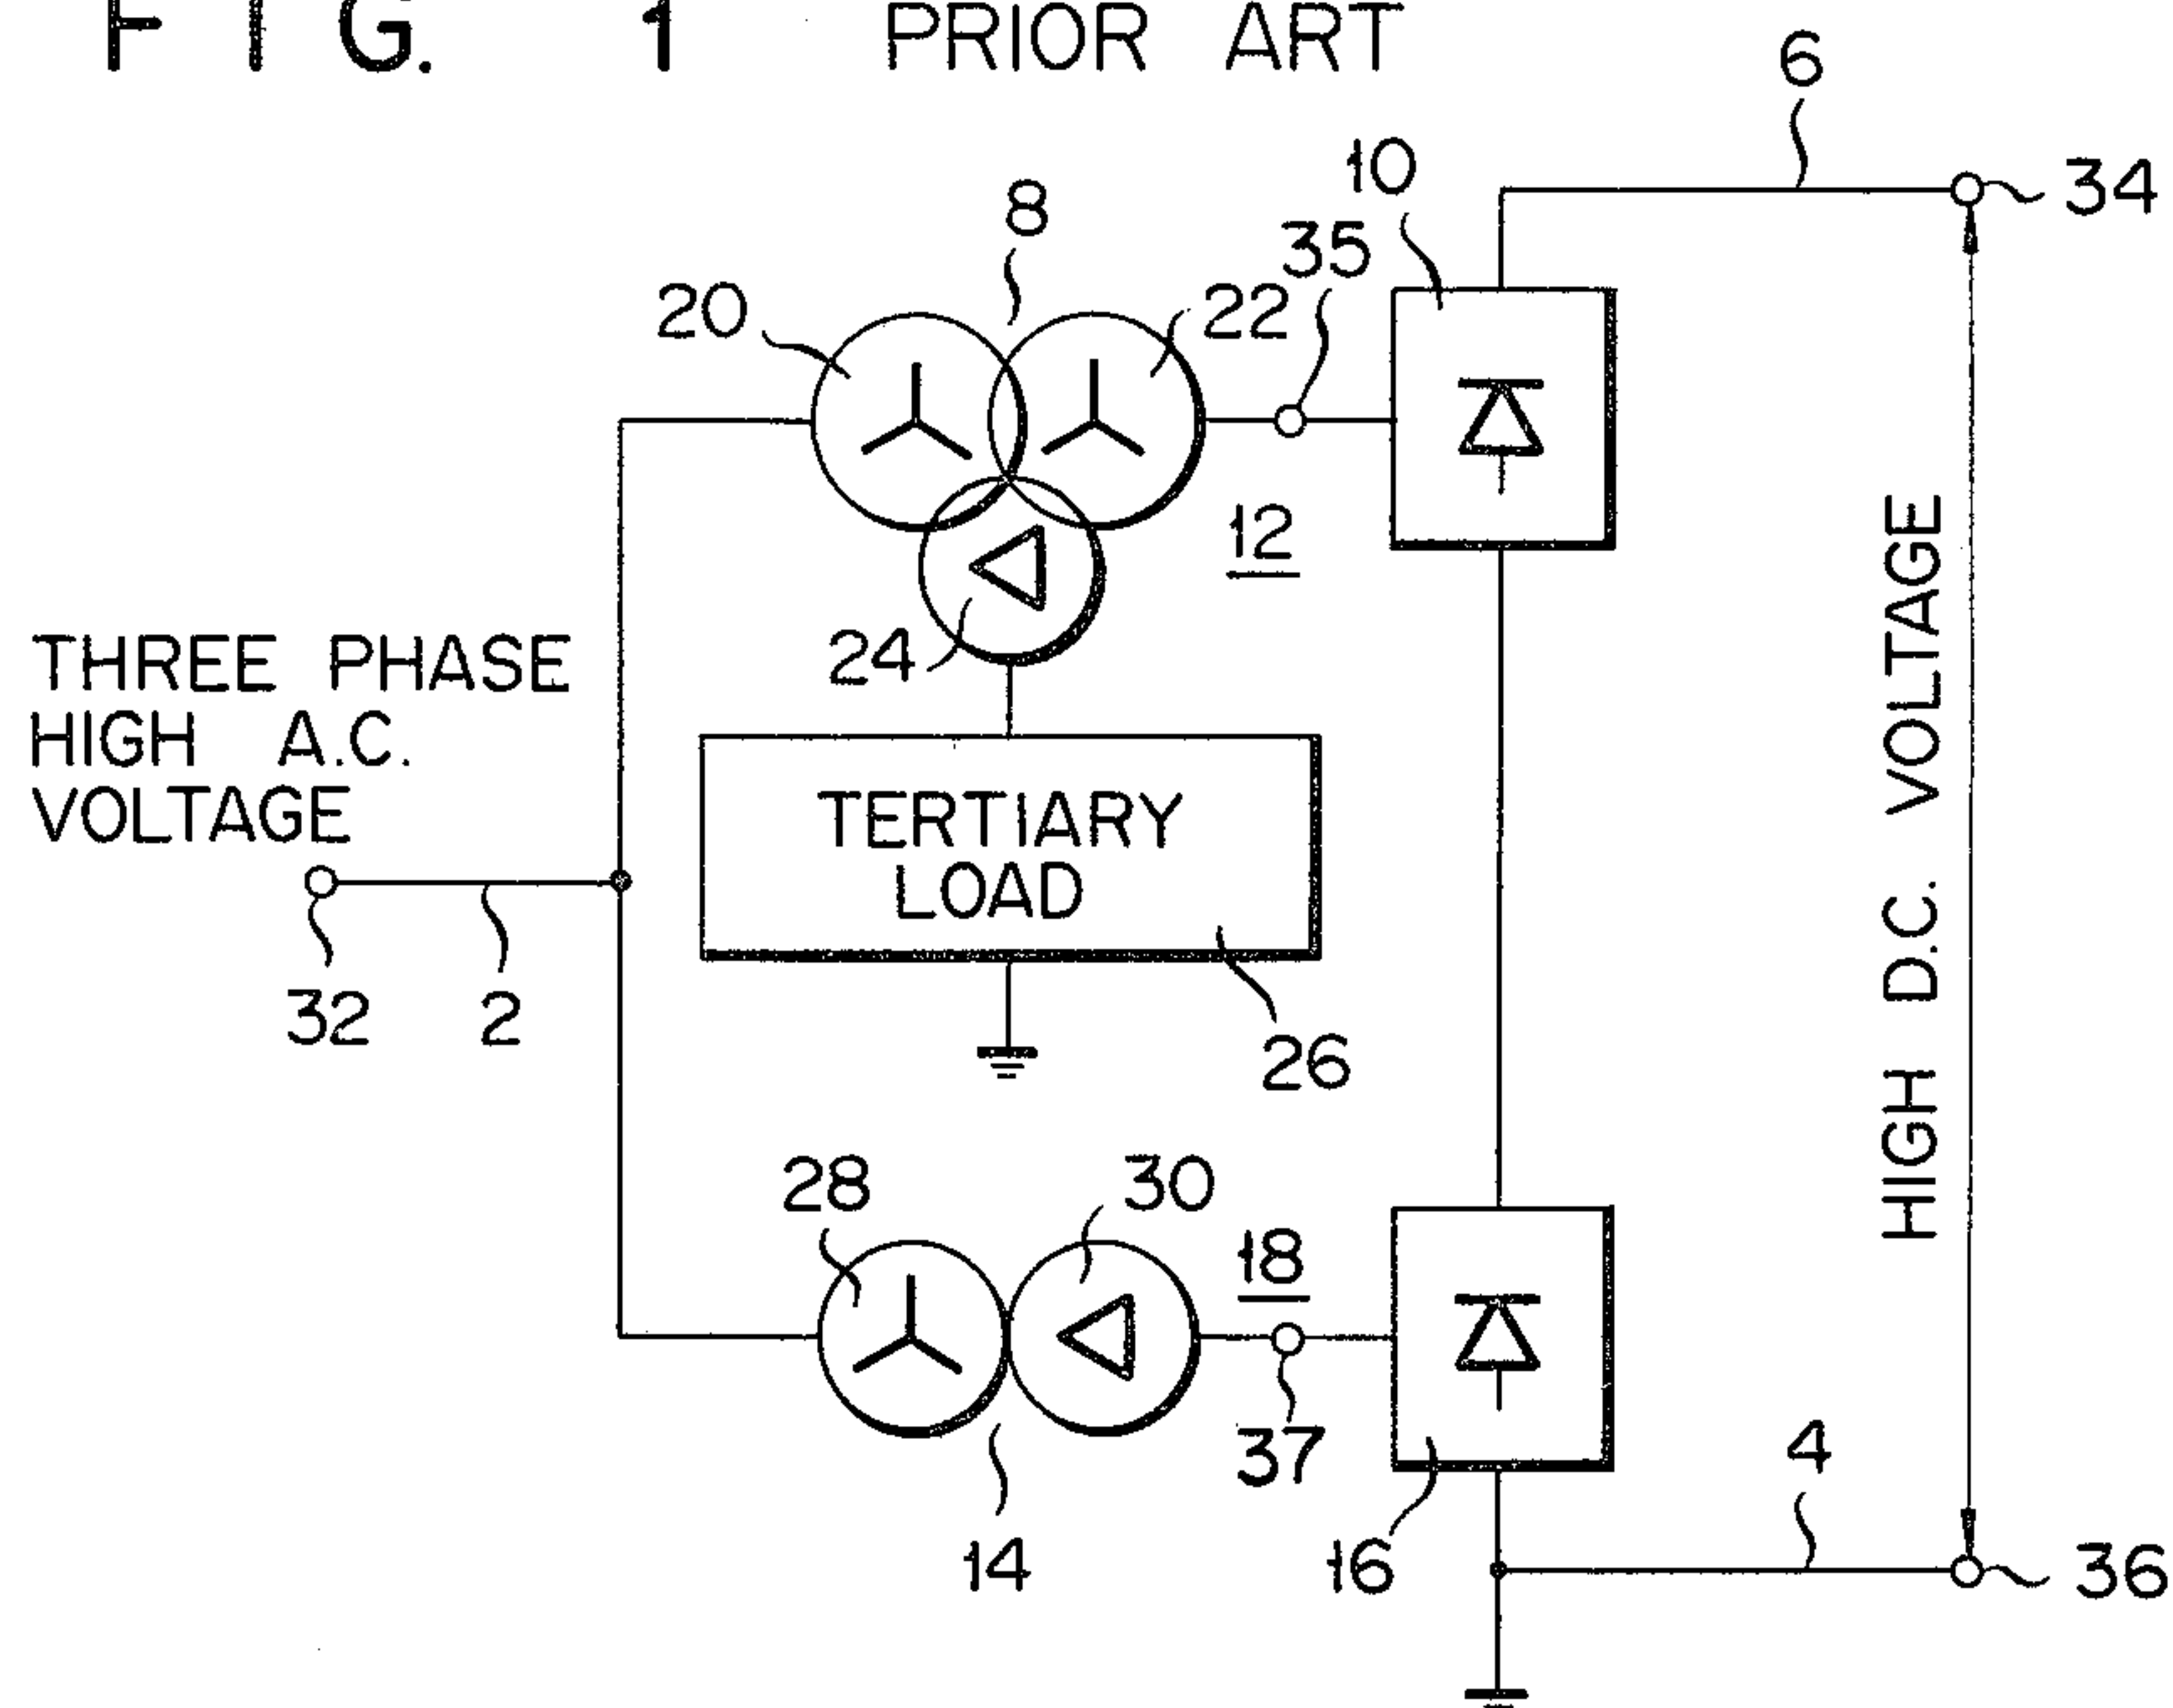 FIG. 1 PRIOR ART
6
10
34
8
35
20
22
12
24
THREE PHASE
HIGH A.C.
VOLTAGE
TERTIARY
LOAD
HIGH D.C. VOLTAGE
32
2
26
28
30
18
37
4
14
16
36